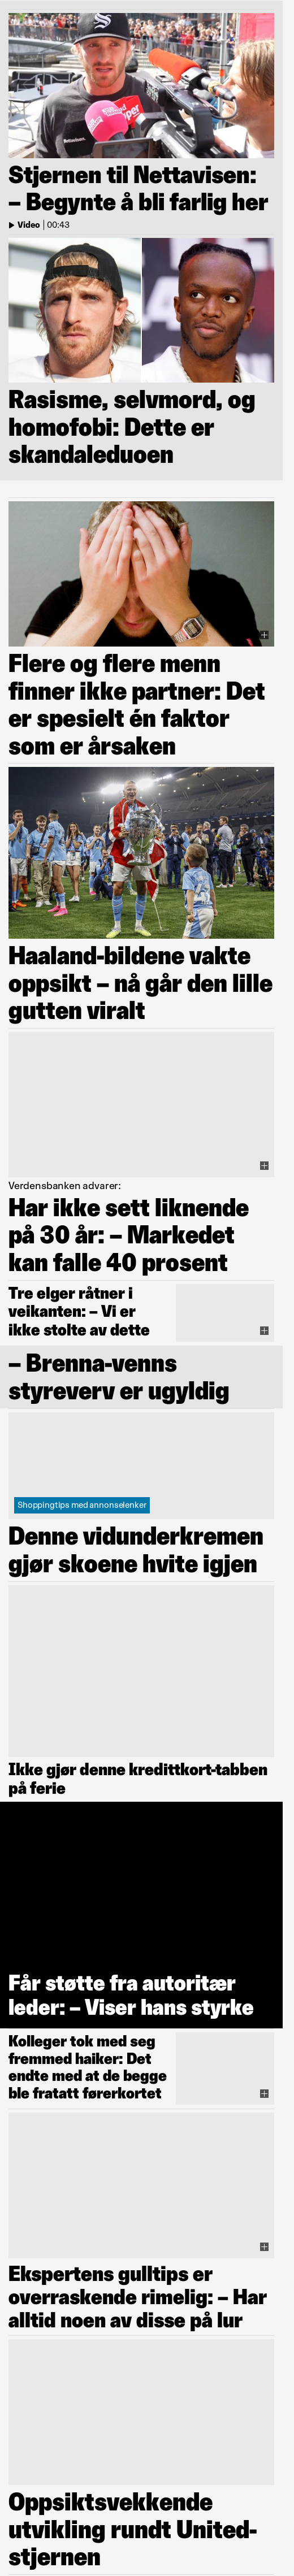 Stjernen til Nettavisen:
– Begynte å bli farlig her
Video | 00:43
Rasisme, selvmord, og
homofobi: Dette er
skandaleduoen
Flere og flere menn
finner ikke partner: Det
er spesielt én faktor
som er årsaken
Haaland-bildene vakte
oppsikt – nå går den lille
gutten viralt
Verdensbanken advarer:
Har ikke sett liknende
på 30 år: – Markedet
kan falle 40 prosent
Tre elger råtner i
veikanten: – Vi er
ikke stolte av dette
– Brenna-venns
styreverv er ugyldig
Shoppingtips med annonselenker
Denne vidunderkremen
gjør skoene hvite igjen
Ikke gjør denne kredittkort-tabben
på ferie
Får støtte fra autoritær
leder: – Viser hans styrke
Kolleger tok med seg
fremmed haiker: Det
endte med at de begge
ble fratatt førerkortet
Ekspertens gulltips er
overraskende rimelig: – Har
alltid noen av disse på lur
Oppsiktsvekkende
utvikling rundt United-
stjernen